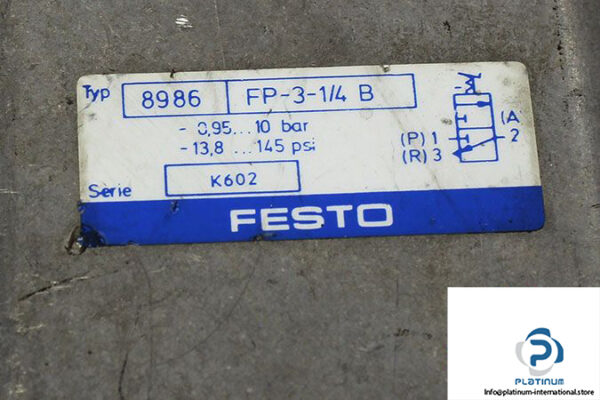 Typ 8986 FP-3-1/4 B
- 0,95...10 bar
-13,8 ...145 psi
(A
(P) 1 2
(R) 3
Serie K602
FESTO
P
PLATINUM
Info@platinum-international.store